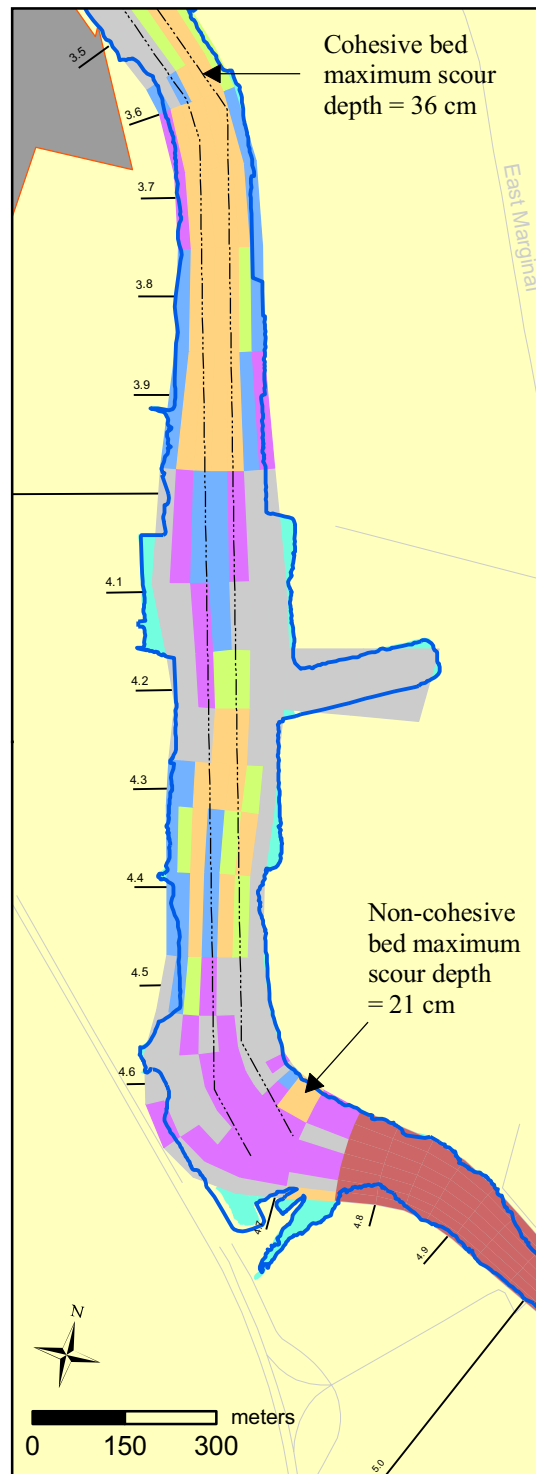 3.5
Cohesive bed
maximum scour
depth = 36 cm
3.6
East Marginal
3.7
3.8
3.9
4.1
4.2
4.3
4.4
Non-cohesive
bed maximum
scour depth
= 21 cm
4.5
4.6
4.7
4.8
4.9
N
meters
0 150 300
5.0